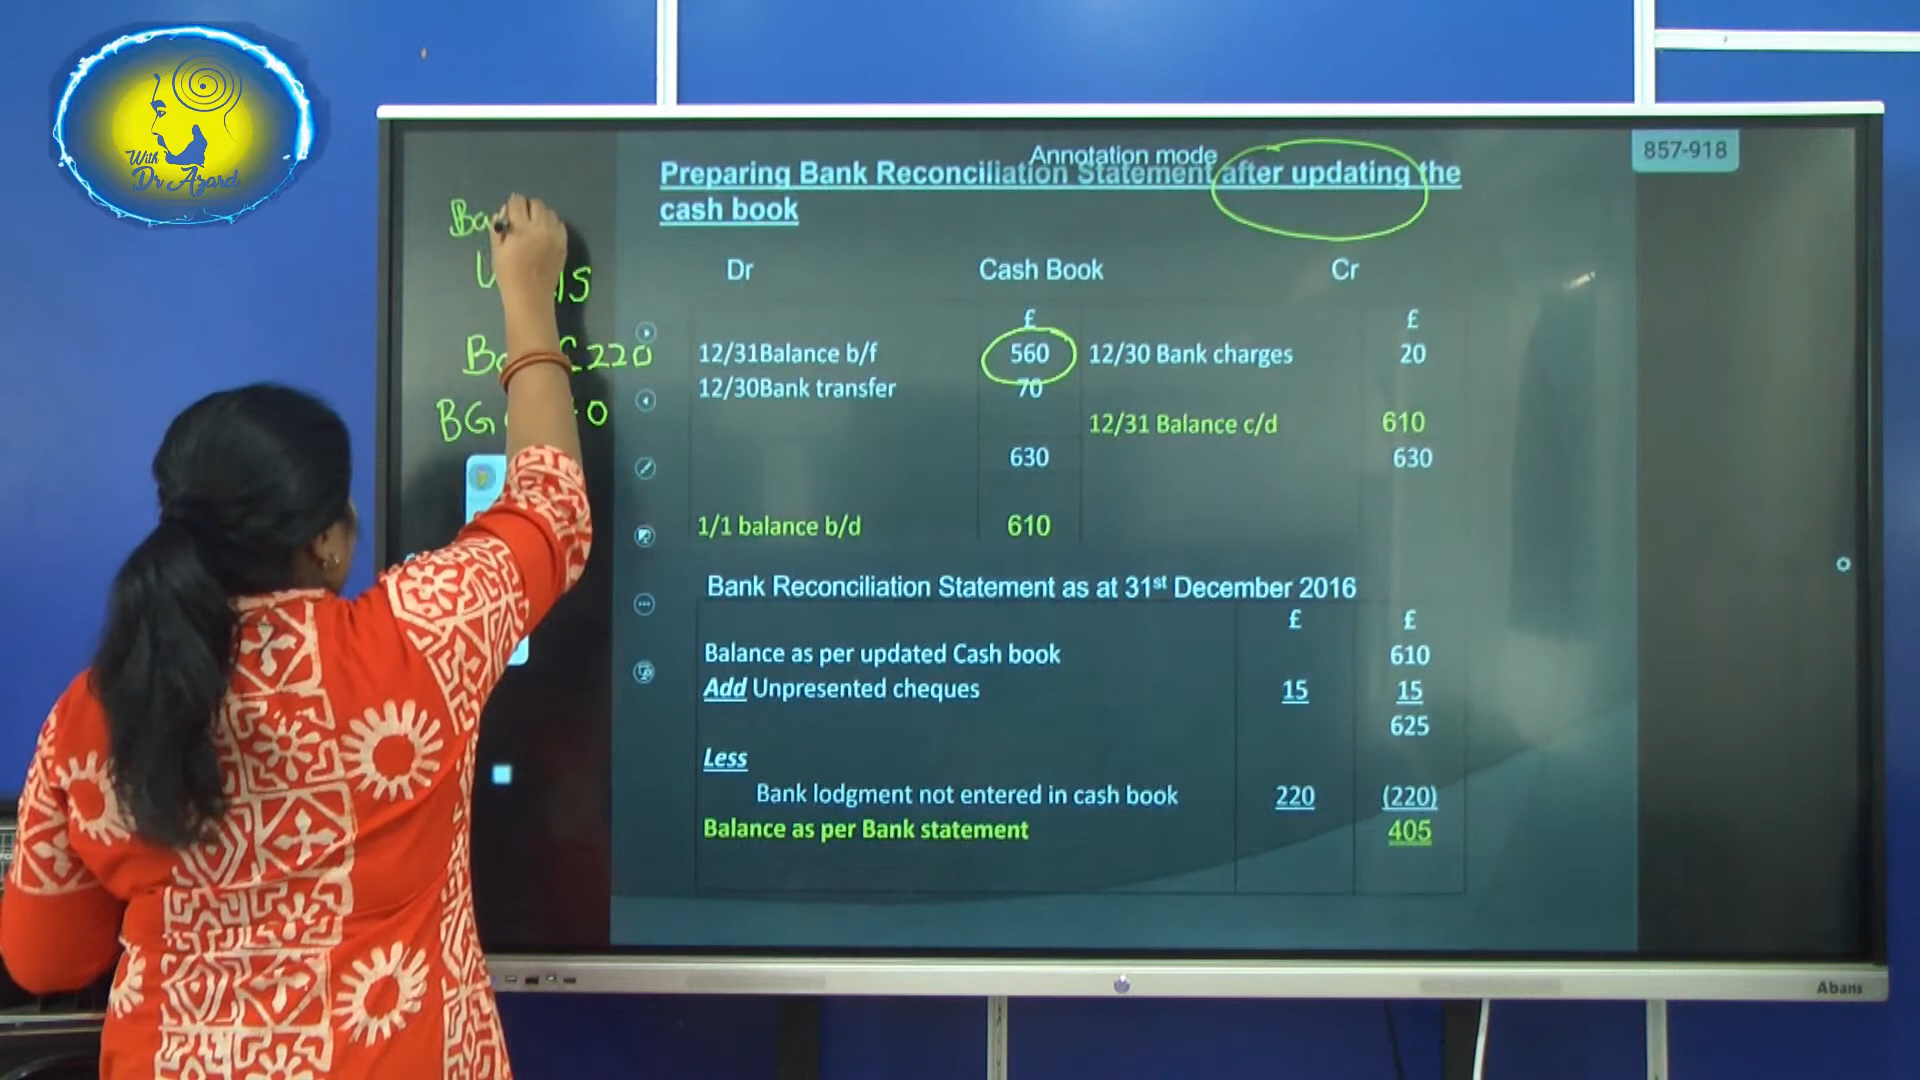 With
Dr Azard
857-918
Annotation mode
Preparing Bank Reconciliation Statement after updating the
cash book
Dr Cash Book Cr
£ £
12/31Balance b/f 560 12/30 Bank charges 20
12/30Bank transfer 70
12/31 Balance c/d 610
630 630
1/1 balance b/d 610
Bank Reconciliation Statement as at 31st December 2016
£ £
Balance as per updated Cash book 610
Add Unpresented cheques 15 15
625
Less
Bank lodgment not entered in cash book 220 (220)
Balance as per Bank statement 405
15
220
BG
Abans